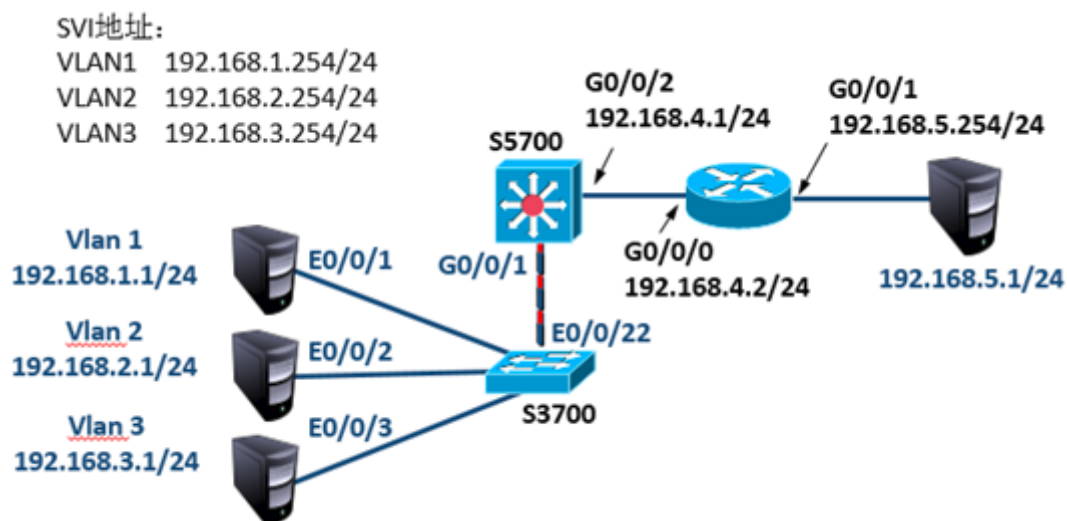 SVI地址：
VLAN1 192.168.1.254/24
VLAN2 192.168.2.254/24
VLAN3 192.168.3.254/24
G0/0/2
192.168.4.1/24
G0/0/1
192.168.5.254/24
S5700
Vlan 1
192.168.1.1/24
E0/0/1
G0/0/1
G0/0/0
192.168.4.2/24
192.168.5.1/24
Vlan 2
192.168.2.1/24
E0/0/2
E0/0/22
S3700
Vlan 3
192.168.3.1/24
E0/0/3